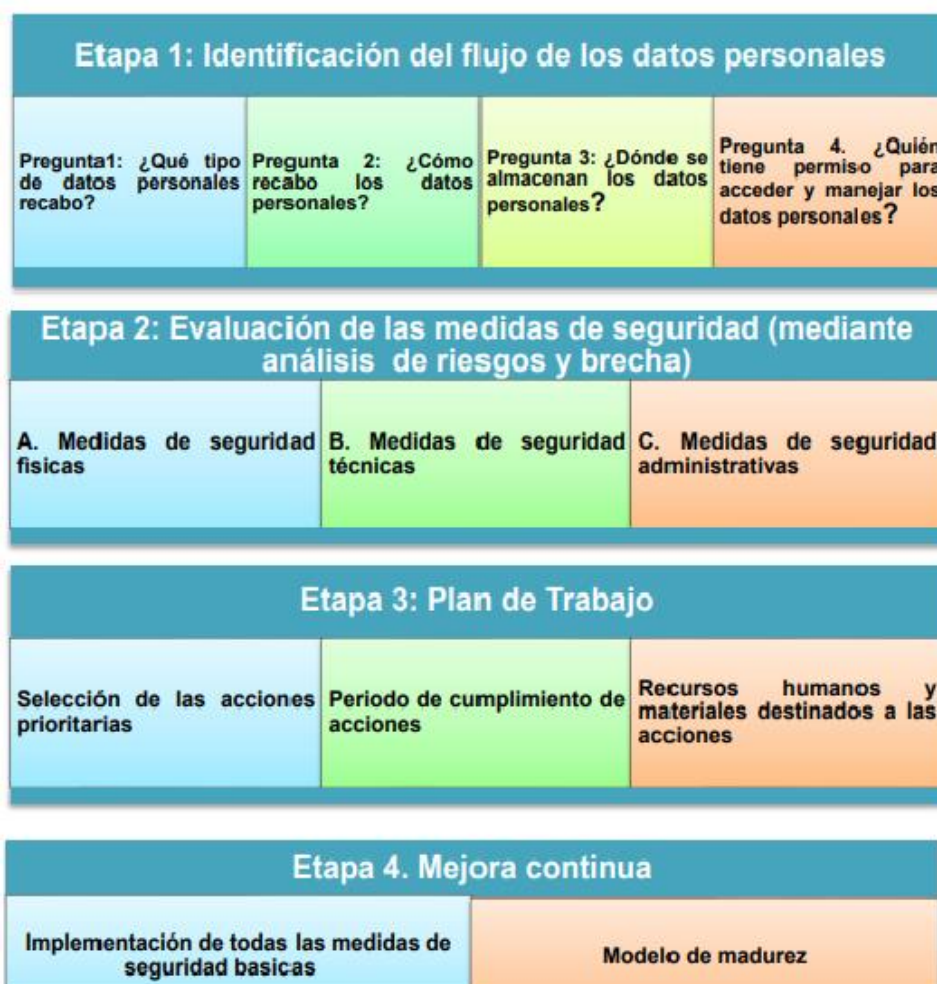 Etapa 1: Identificación del flujo de los datos personales
Pregunta1: ¿Qué tipo
de datos personales
recabo?
Pregunta 2: ¿Cómo
recabo los datos
personales?
Pregunta 3: ¿Dónde se
almacenan los datos
personales?
Pregunta 4. ¿Quién
tiene permiso para
acceder y manejar los
datos personales?
Etapa 2: Evaluación de las medidas de seguridad (mediante
análisis de riesgos y brecha)
A. Medidas de seguridad
físicas
B. Medidas de seguridad
técnicas
C. Medidas de seguridad
administrativas
Etapa 3: Plan de Trabajo
Selección de las acciones
prioritarias
Periodo de cumplimiento de
acciones
Recursos humanos y
materiales destinados a las
acciones
Etapa 4. Mejora continua
Implementación de todas las medidas de
seguridad basicas
Modelo de madurez